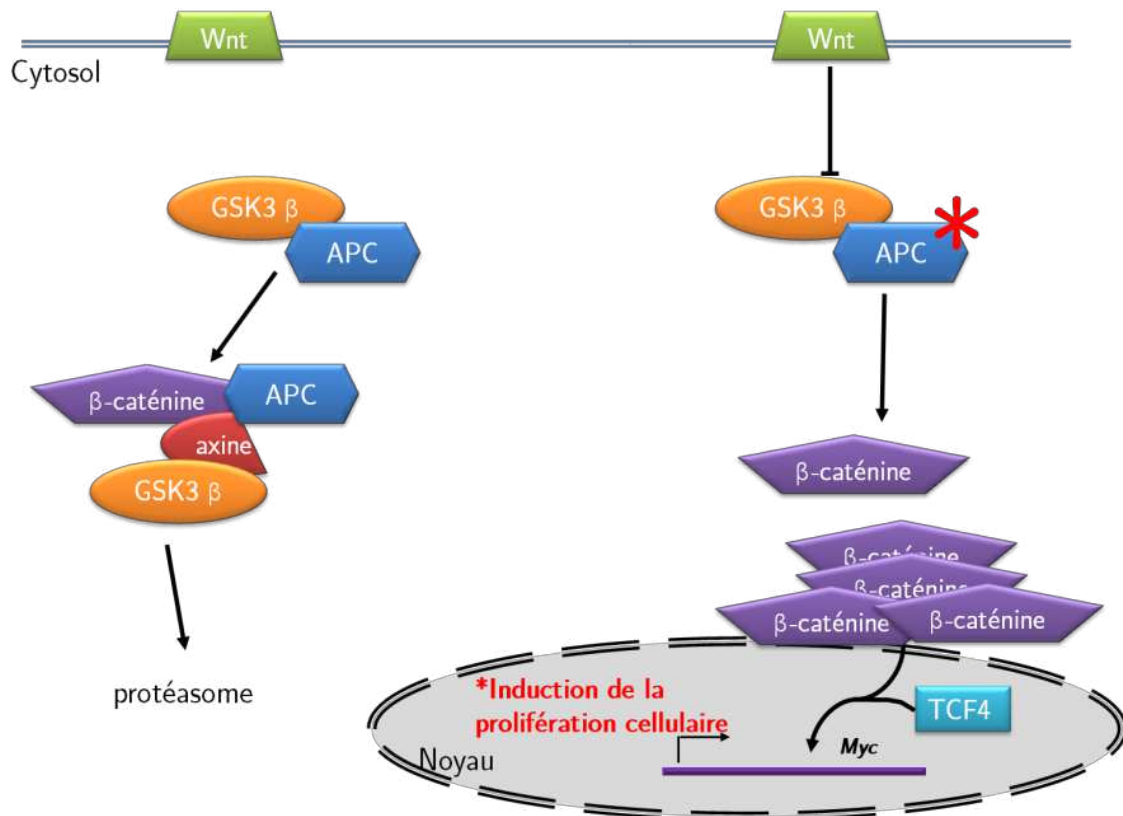 Wnt
Wnt
Cytosol
GSK3 β
APC
GSK3 β
APC
β-caténine
APC
axine
GSK3 β
β-caténine
β-caténine
β-caténine
β-caténine
β-caténine
protéasome
*Induction de la
prolifération cellulaire
TCF4
Myc
Noyau